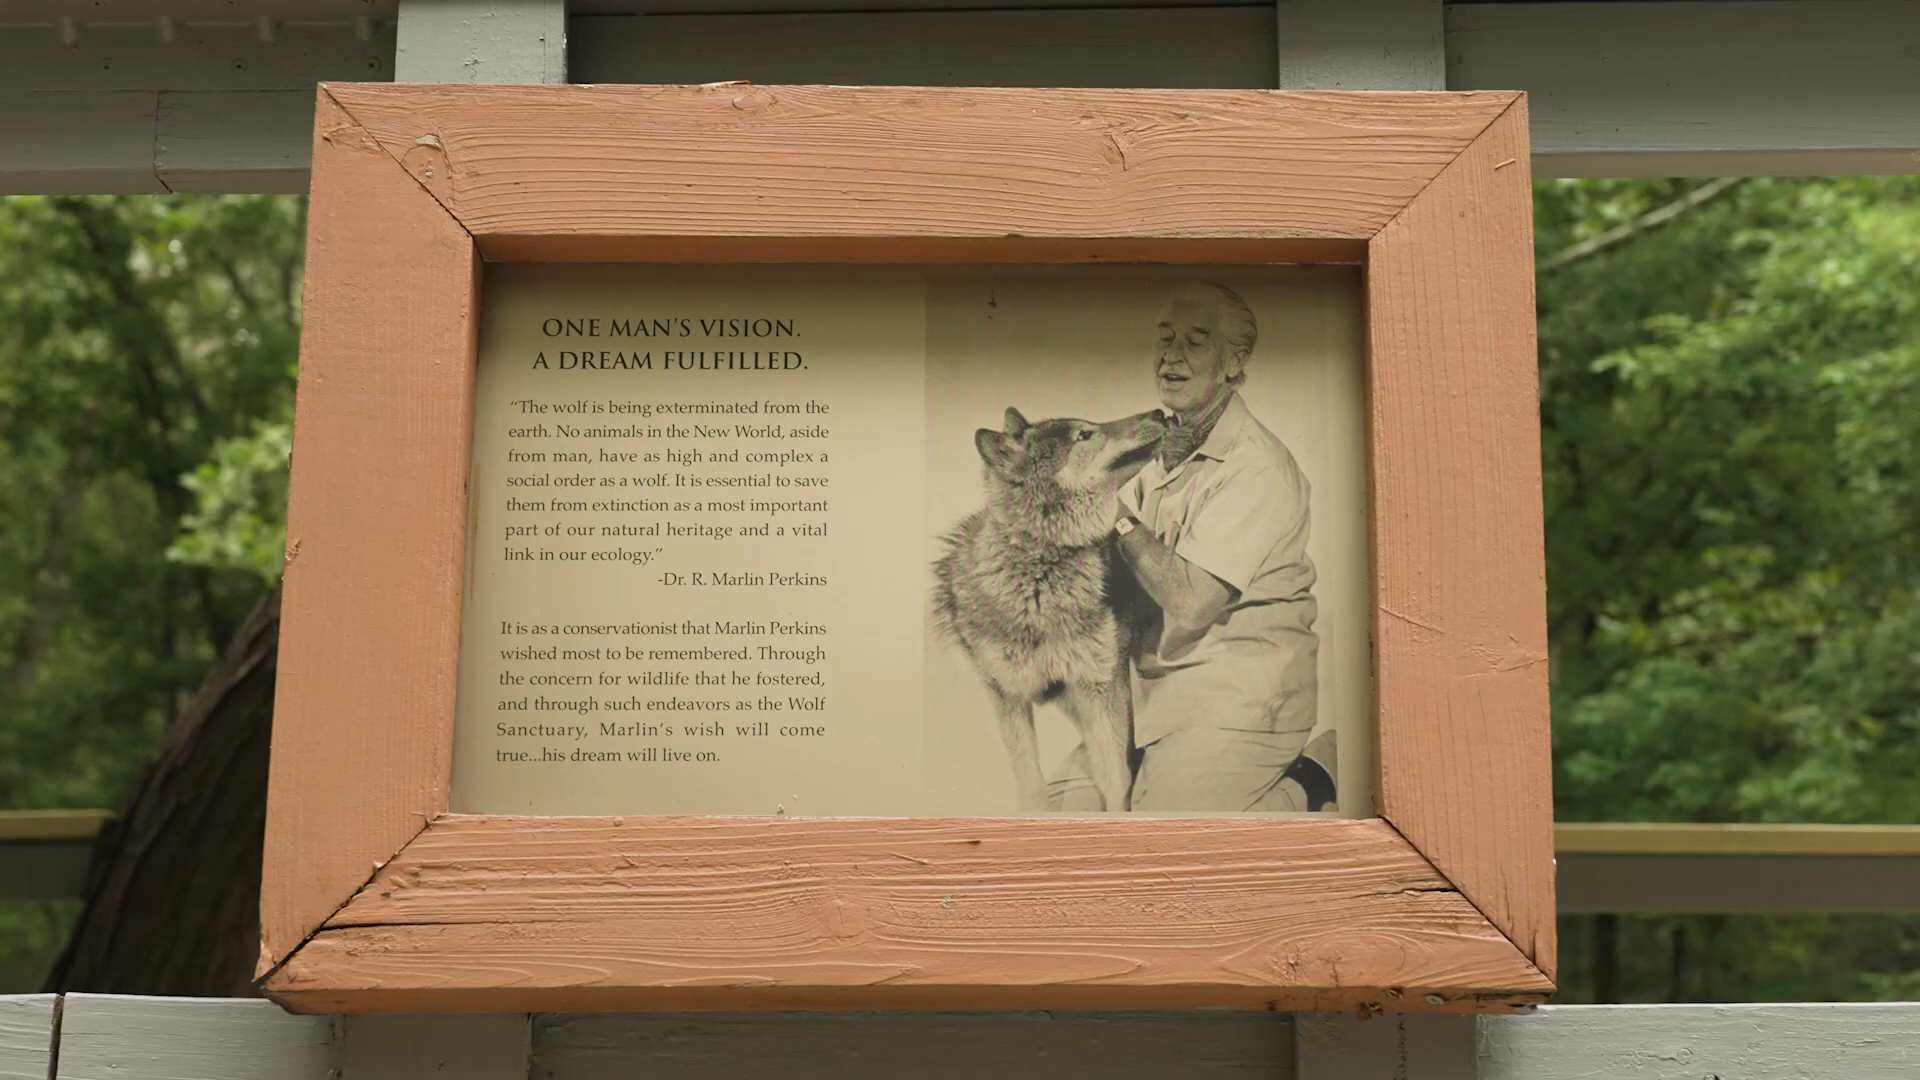 ONE MAN'S VISION.
A DREAM FULFILLED.
“The wolf is being exterminated from the
earth. No animals in the New World, aside
from man, have as high and complex a
social order as a wolf. It is essential to save
them from extinction as a most important
part of our natural heritage and a vital
link in our ecology.”
-Dr. R. Marlin Perkins
It is as a conservationist that Marlin Perkins
wished most to be remembered. Through
the concern for wildlife that he fostered,
and through such endeavors as the Wolf
Sanctuary, Marlin's wish will come
true...his dream will live on.